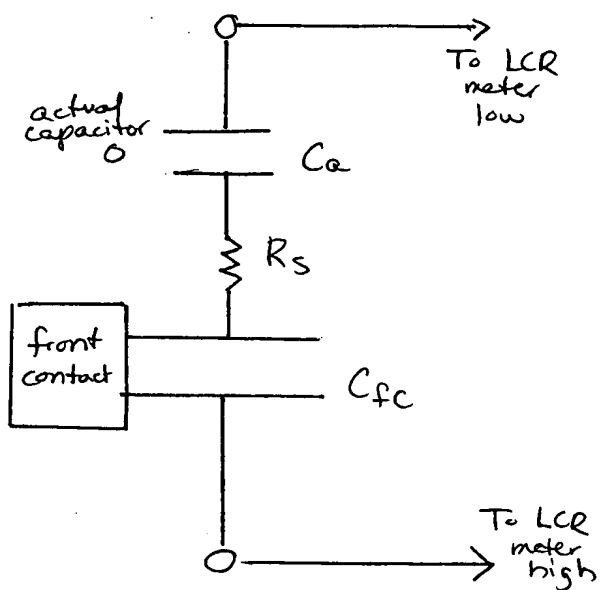 To LCR
meter
low
actual
capacitor
Ca
Rs
front
contact
Cfc
To LCR
meter
high